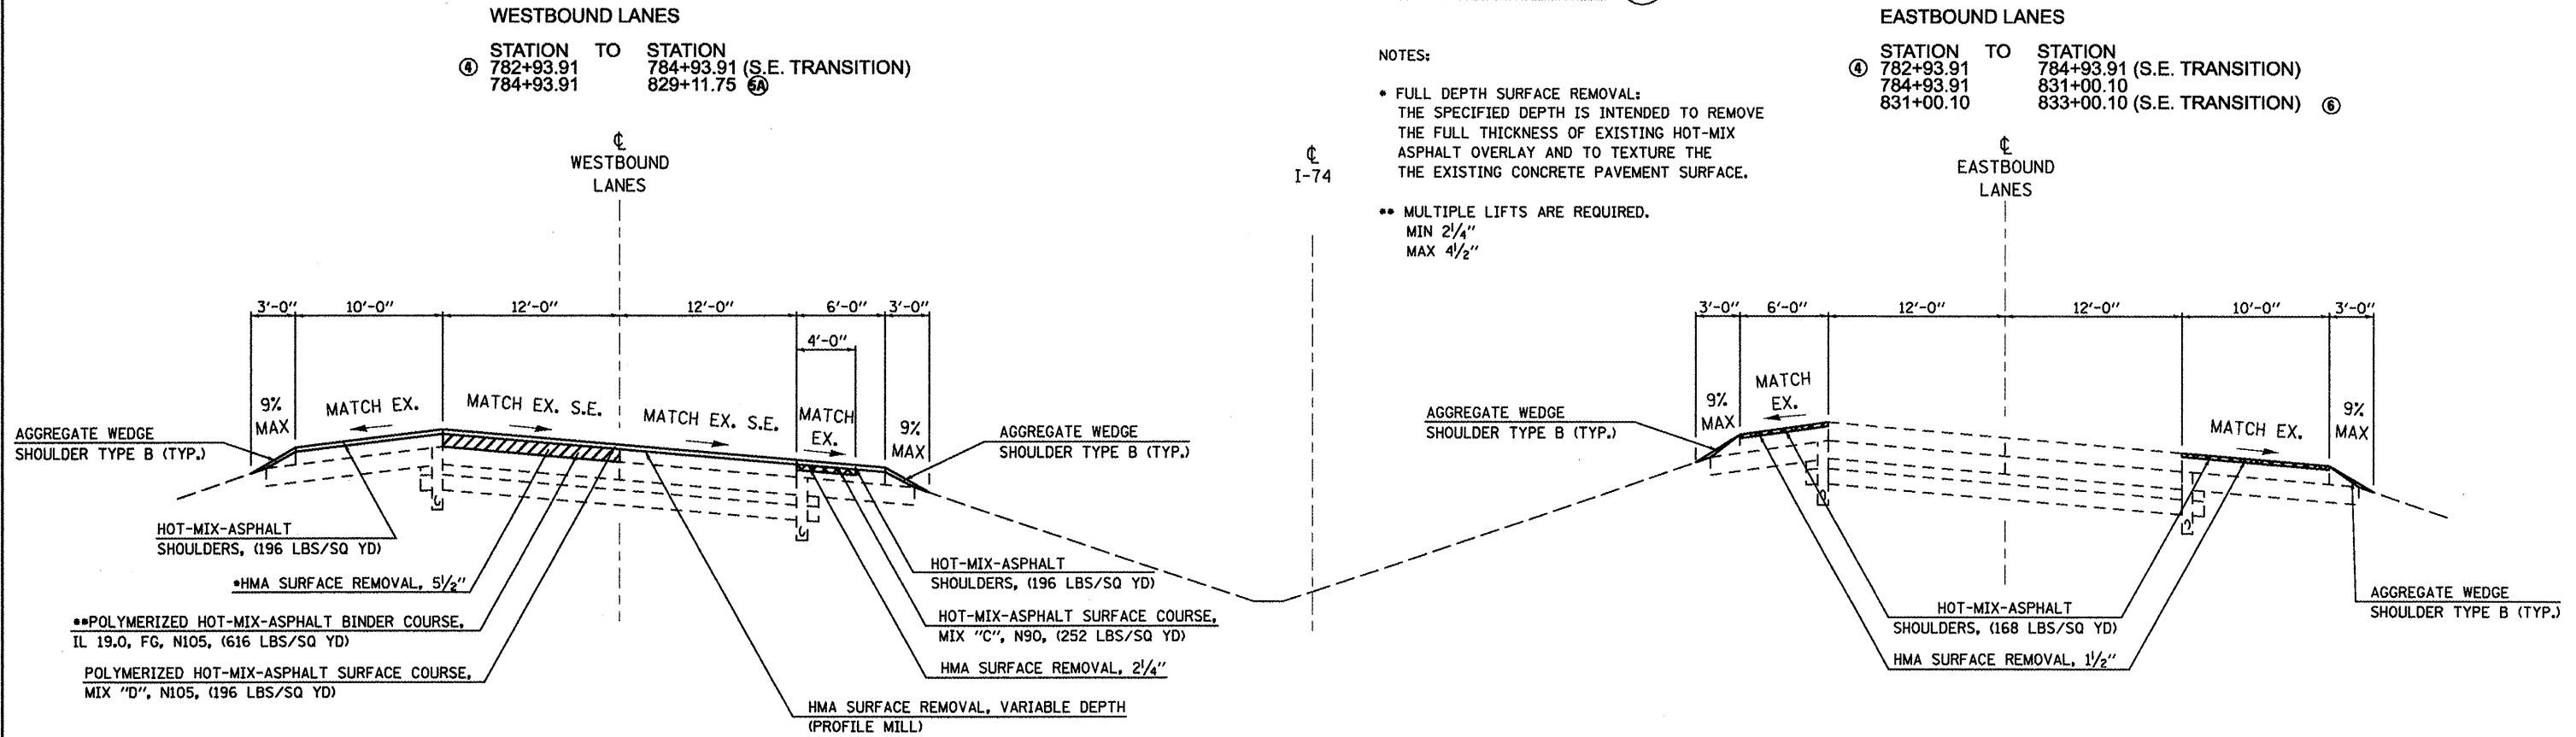 WESTBOUND LANES
STATION TO STATION
④ 782+93.91 784+93.91 (S.E. TRANSITION)
784+93.91 829+11.75 5A
NOTES:
* FULL DEPTH SURFACE REMOVAL:
THE SPECIFIED DEPTH IS INTENDED TO REMOVE
THE FULL THICKNESS OF EXISTING HOT-MIX
ASPHALT OVERLAY AND TO TEXTURE THE
THE EXISTING CONCRETE PAVEMENT SURFACE.
** MULTIPLE LIFTS ARE REQUIRED.
MIN 2 1/4"
MAX 4 1/2"
EASTBOUND LANES
STATION TO STATION
④ 782+93.91 784+93.91 (S.E. TRANSITION)
784+93.91 831+00.10
831+00.10 833+00.10 (S.E. TRANSITION) ⑥
℄
WESTBOUND
LANES
℄
I-74
℄
EASTBOUND
LANES
3'-0" 10'-0" 12'-0" 12'-0" 6'-0" 3'-0"
4'-0"
9%
MAX
MATCH EX.
MATCH EX. S.E.
MATCH EX. S.E.
MATCH
EX.
9%
MAX
AGGREGATE WEDGE
SHOULDER TYPE B (TYP.)
AGGREGATE WEDGE
SHOULDER TYPE B (TYP.)
HOT-MIX-ASPHALT
SHOULDERS, (196 LBS/SQ YD)
*HMA SURFACE REMOVAL, 5 1/2"
**POLYMERIZED HOT-MIX-ASPHALT BINDER COURSE,
IL 19.0, FG, N105, (616 LBS/SQ YD)
POLYMERIZED HOT-MIX-ASPHALT SURFACE COURSE,
MIX "D", N105, (196 LBS/SQ YD)
HOT-MIX-ASPHALT
SHOULDERS, (196 LBS/SQ YD)
HOT-MIX-ASPHALT SURFACE COURSE,
MIX "C", N90, (252 LBS/SQ YD)
HMA SURFACE REMOVAL, 2 1/4"
HMA SURFACE REMOVAL, VARIABLE DEPTH
(PROFILE MILL)
3'-0" 6'-0" 12'-0" 12'-0" 10'-0" 3'-0"
9%
MAX
MATCH
EX.
MATCH EX.
9%
MAX
AGGREGATE WEDGE
SHOULDER TYPE B (TYP.)
HOT-MIX-ASPHALT
SHOULDERS, (168 LBS/SQ YD)
HMA SURFACE REMOVAL, 1 1/2"
AGGREGATE WEDGE
SHOULDER TYPE B (TYP.)